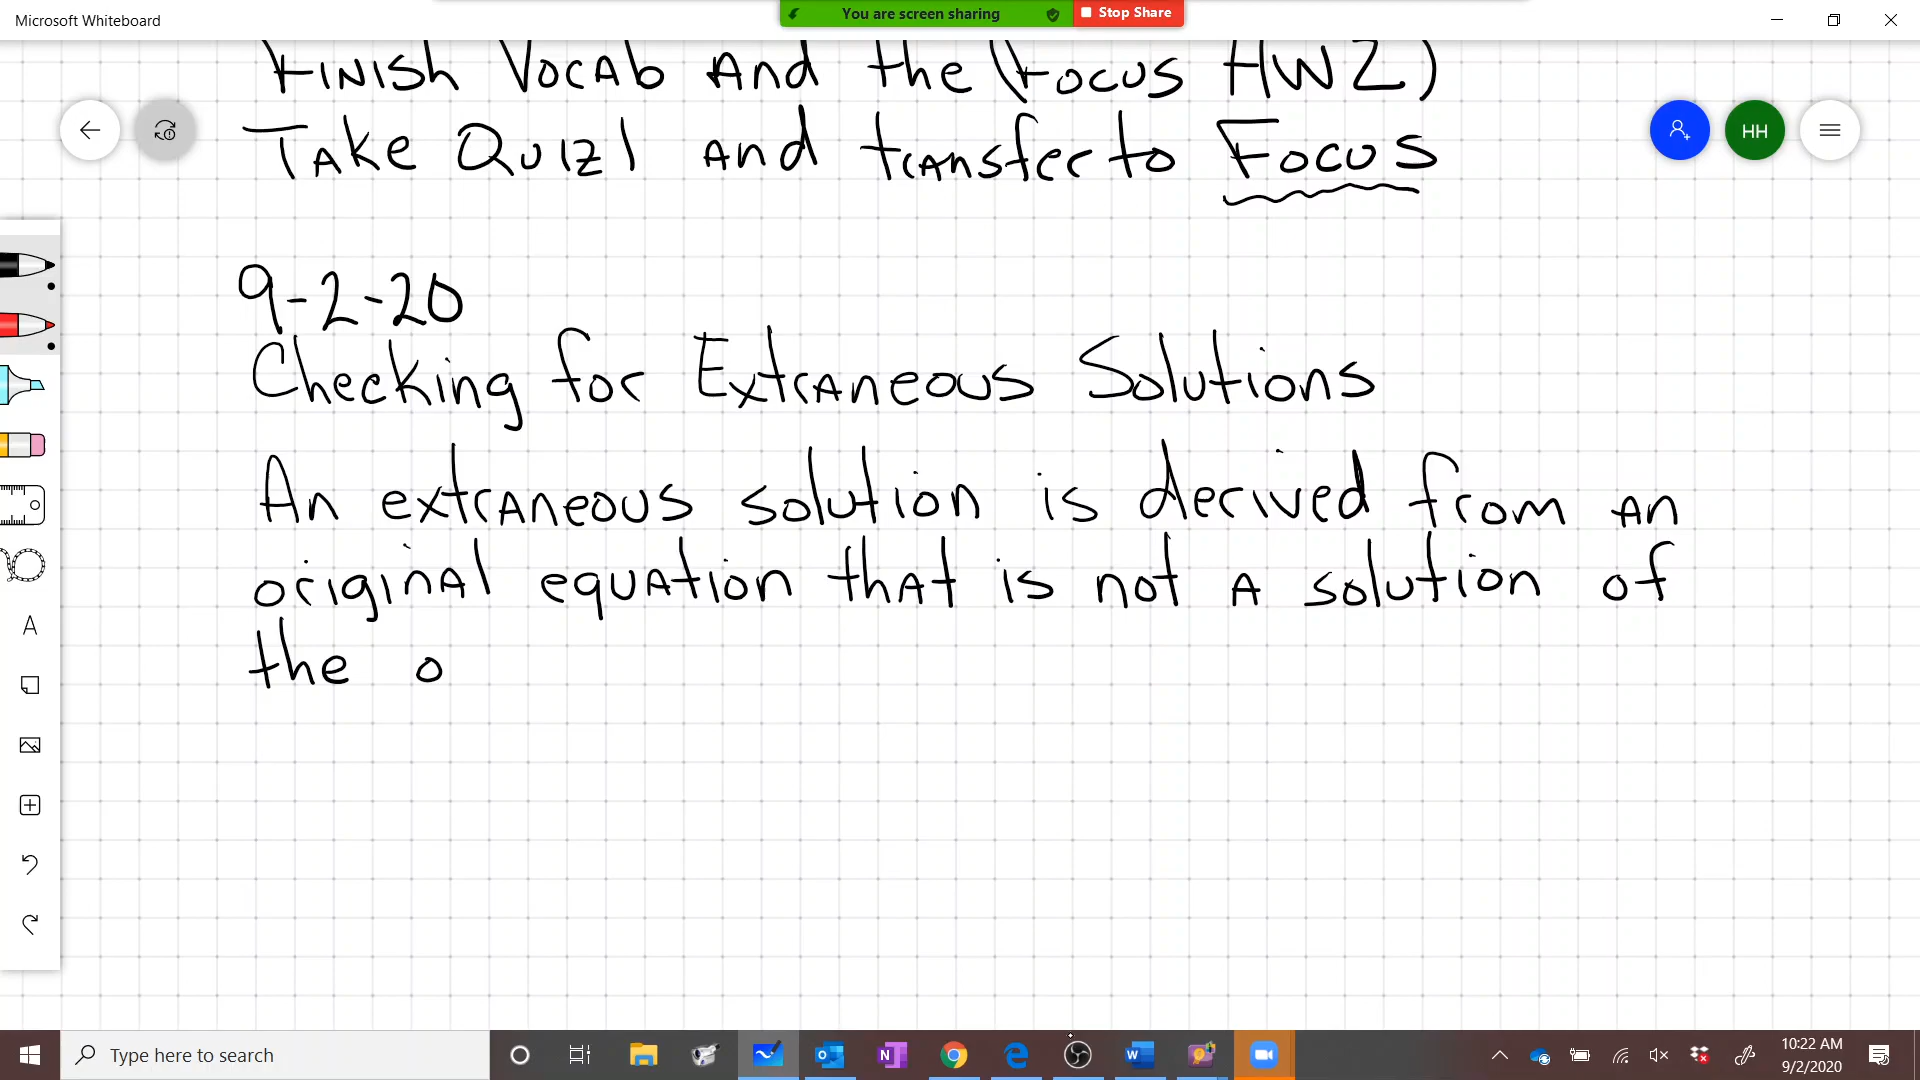 Microsoft Whiteboard
You are screen sharing
Stop Share
Finish Vocab And the (Focus HW2)
Take Quiz 1 and transfer to Focus
HH
9-2-20
Checking for Extraneous Solutions
An extraneous solution is derived from an
original equation that is not a solution of
the o
Type here to search
10:22 AM
9/2/2020